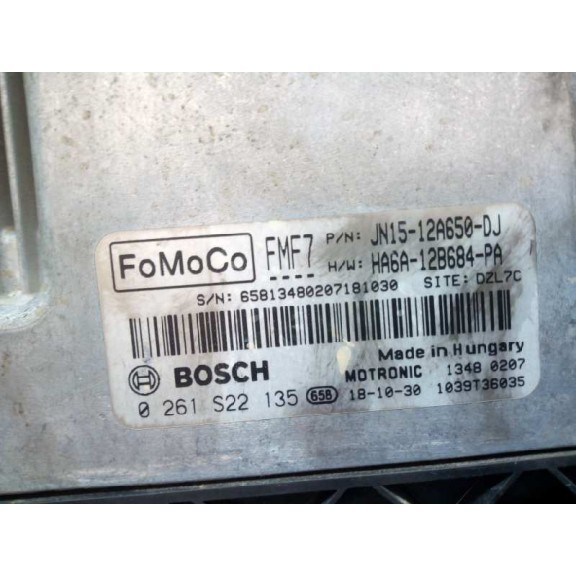 FoMoCo FMF7 P/N: JN15-12A650-DJ
H/W: HA6A-12B684-PA
S/N: 65813480207181030 SITE: DZL7C
Made in Hungary
BOSCH MOTRONIC 1348 0207
0 261 S22 135 65B 18-10-30 1039T36035